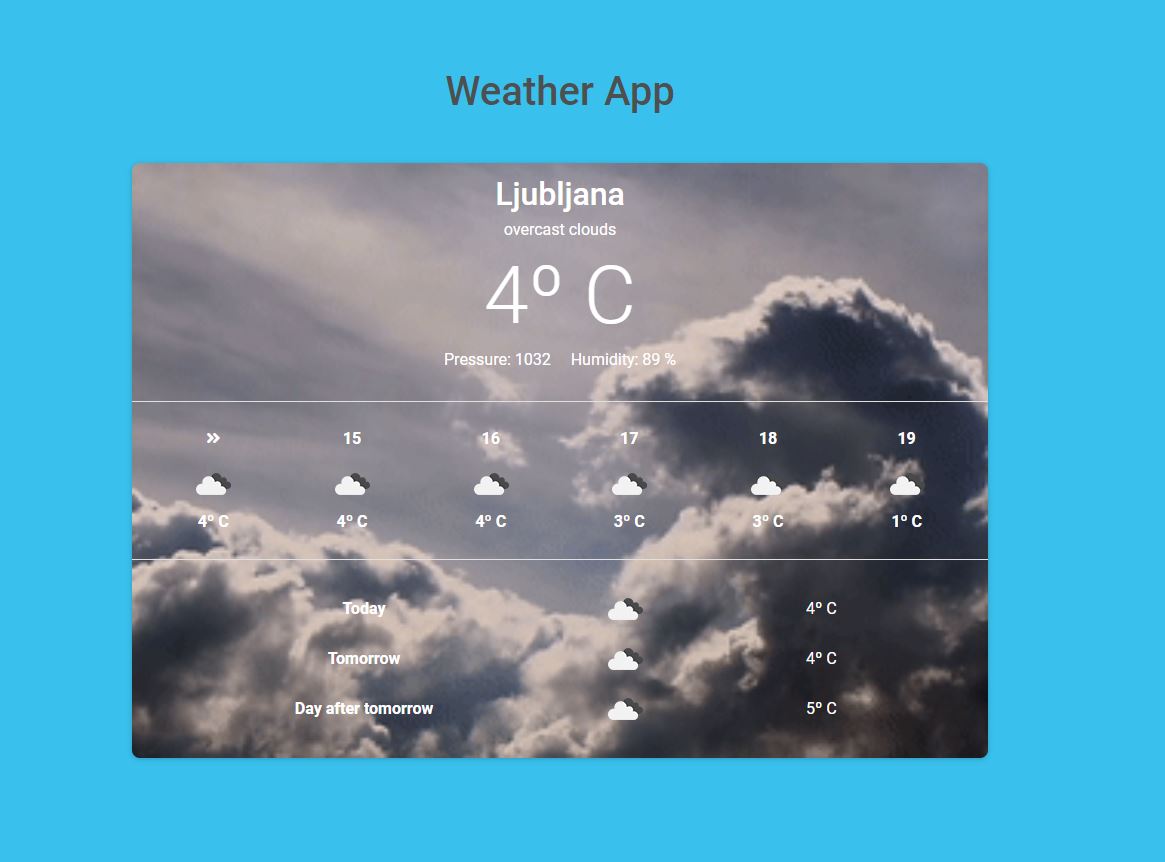 Weather App
Ljubljana
overcast clouds
4º C
Pressure: 1032 Humidity: 89 %
» 15 16 17 18 19
4º C 4º C 4º C 3º C 3º C 1º C
Today 4º C
Tomorrow 4º C
Day after tomorrow 5º C